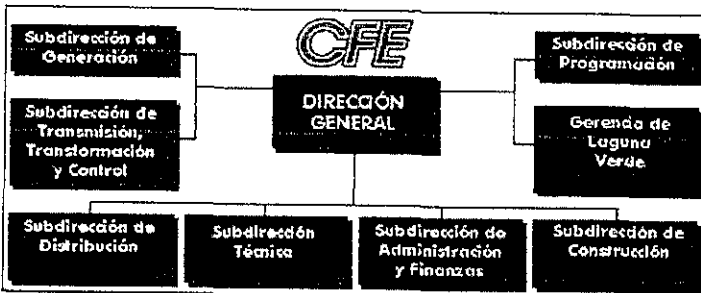 CFE
Subdirección de
Generación
Subdirección de
Programación
DIRECCIÓN
GENERAL
Subdirección de
Transmisión,
Transformación
y Control
Gerencia de
Laguna
Verde
Subdirección de
Distribución
Subdirección
Técnica
Subdirección de
Administración
y Finanzas
Subdirección de
Construcción